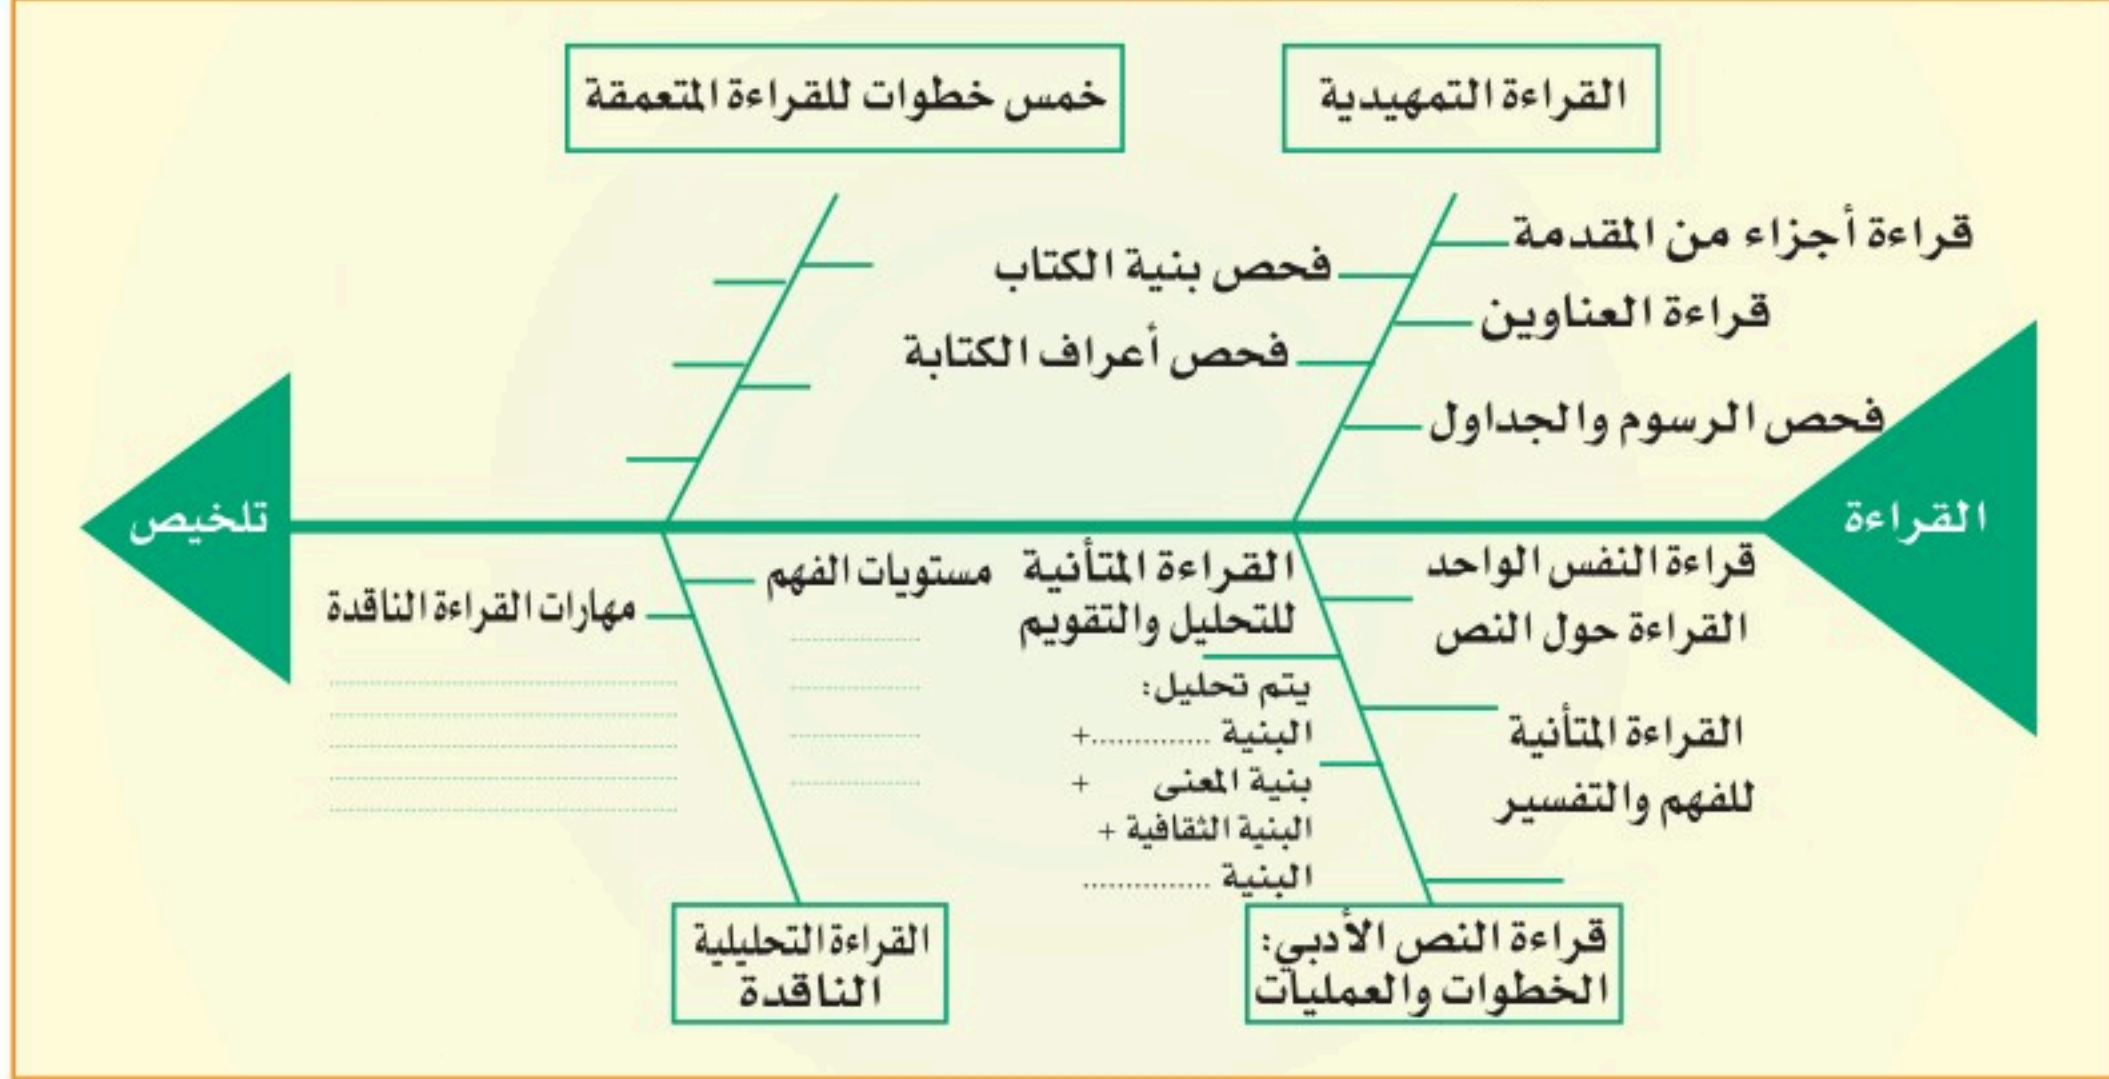 القراءة التمهيدية
خمس خطوات للقراءة المتعمقة
قراءة أجزاء من المقدمة
فحص بنية الكتاب
قراءة العناوين
فحص أعراف الكتابة
فحص الرسوم والجداول
القراءة
تلخيص
قراءة النفس الواحد
القراءة حول النص
القراءة المتأنية
للفهم والتفسير
القراءة المتأنية
للتحليل والتقويم
يتم تحليل:
البنية ..............+
بنية المعنى +
البنية الثقافية +
البنية ...............
مستويات الفهم
مهارات القراءة الناقدة
قراءة النص الأدبي:
الخطوات والعمليات
القراءة التحليلية
الناقدة